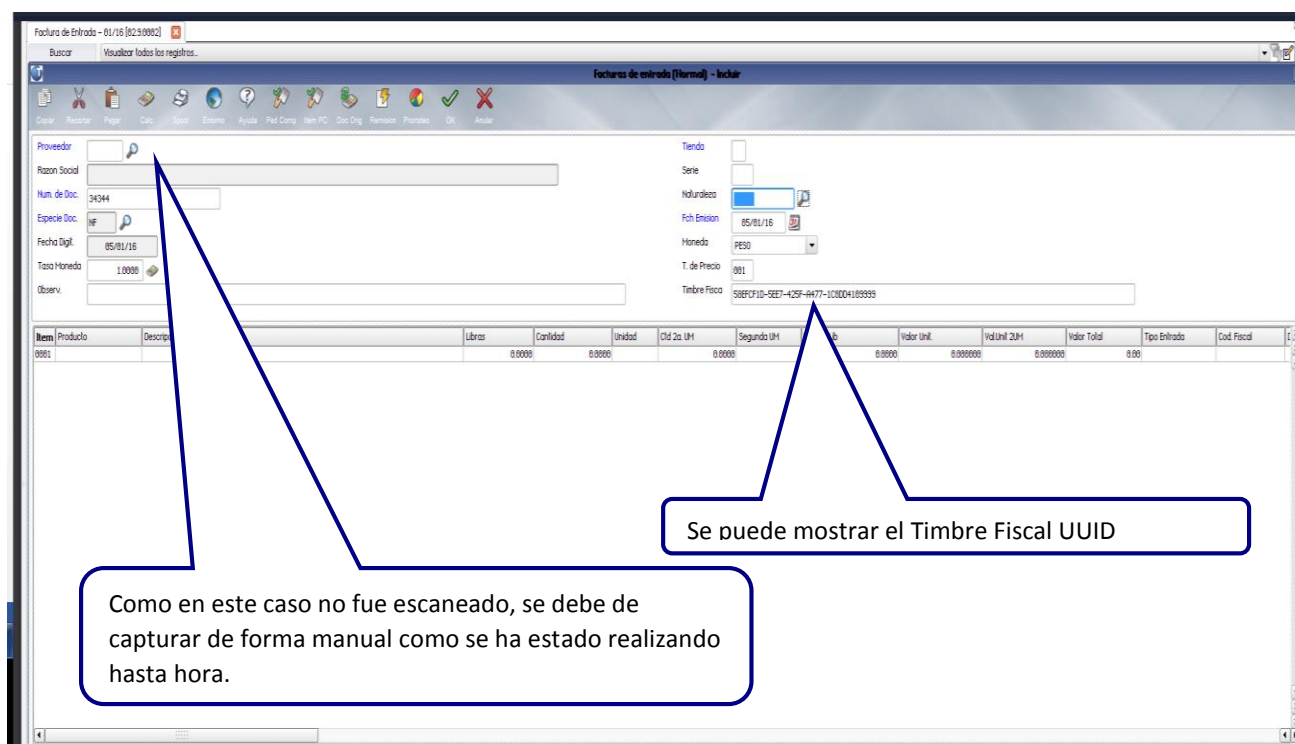 Factura de Entrada - 01/16 [02.9.0002]
Buscar Visualizar todos los registros..
Facturas de entrada (Normal) - Incluir
Copiar Recortar Pegar Calc Spool Entorno Ayuda Ped Comp Item P.C. Doc Orig Remision Prorrateo OK Anular
Proveedor Tienda
Razon Social Serie
Num. de Doc. 34344 Naturaleza
Especie Doc. NF Fch Emision 05/01/16
Fecha Digit. 05/01/16 Moneda PESO
Tasa Moneda 1.0000 T. de Precio 001
Observ. Timbre Fisca 58EFCF1D-5EE7-425F-A477-1C8DD4189999
Item Producto Libras Cantidad Unidad Ctd 2a. UM Segunda UM Valor Unit. Val.Unit 2UM Valor Total Tipo Entrada Cod. Fiscal
0001 0.0000 0.0000 0.0000 0.0000 0.000000 0.000000 0.00
Se puede mostrar el Timbre Fiscal UUID
Como en este caso no fue escaneado, se debe de
capturar de forma manual como se ha estado realizando
hasta hora.